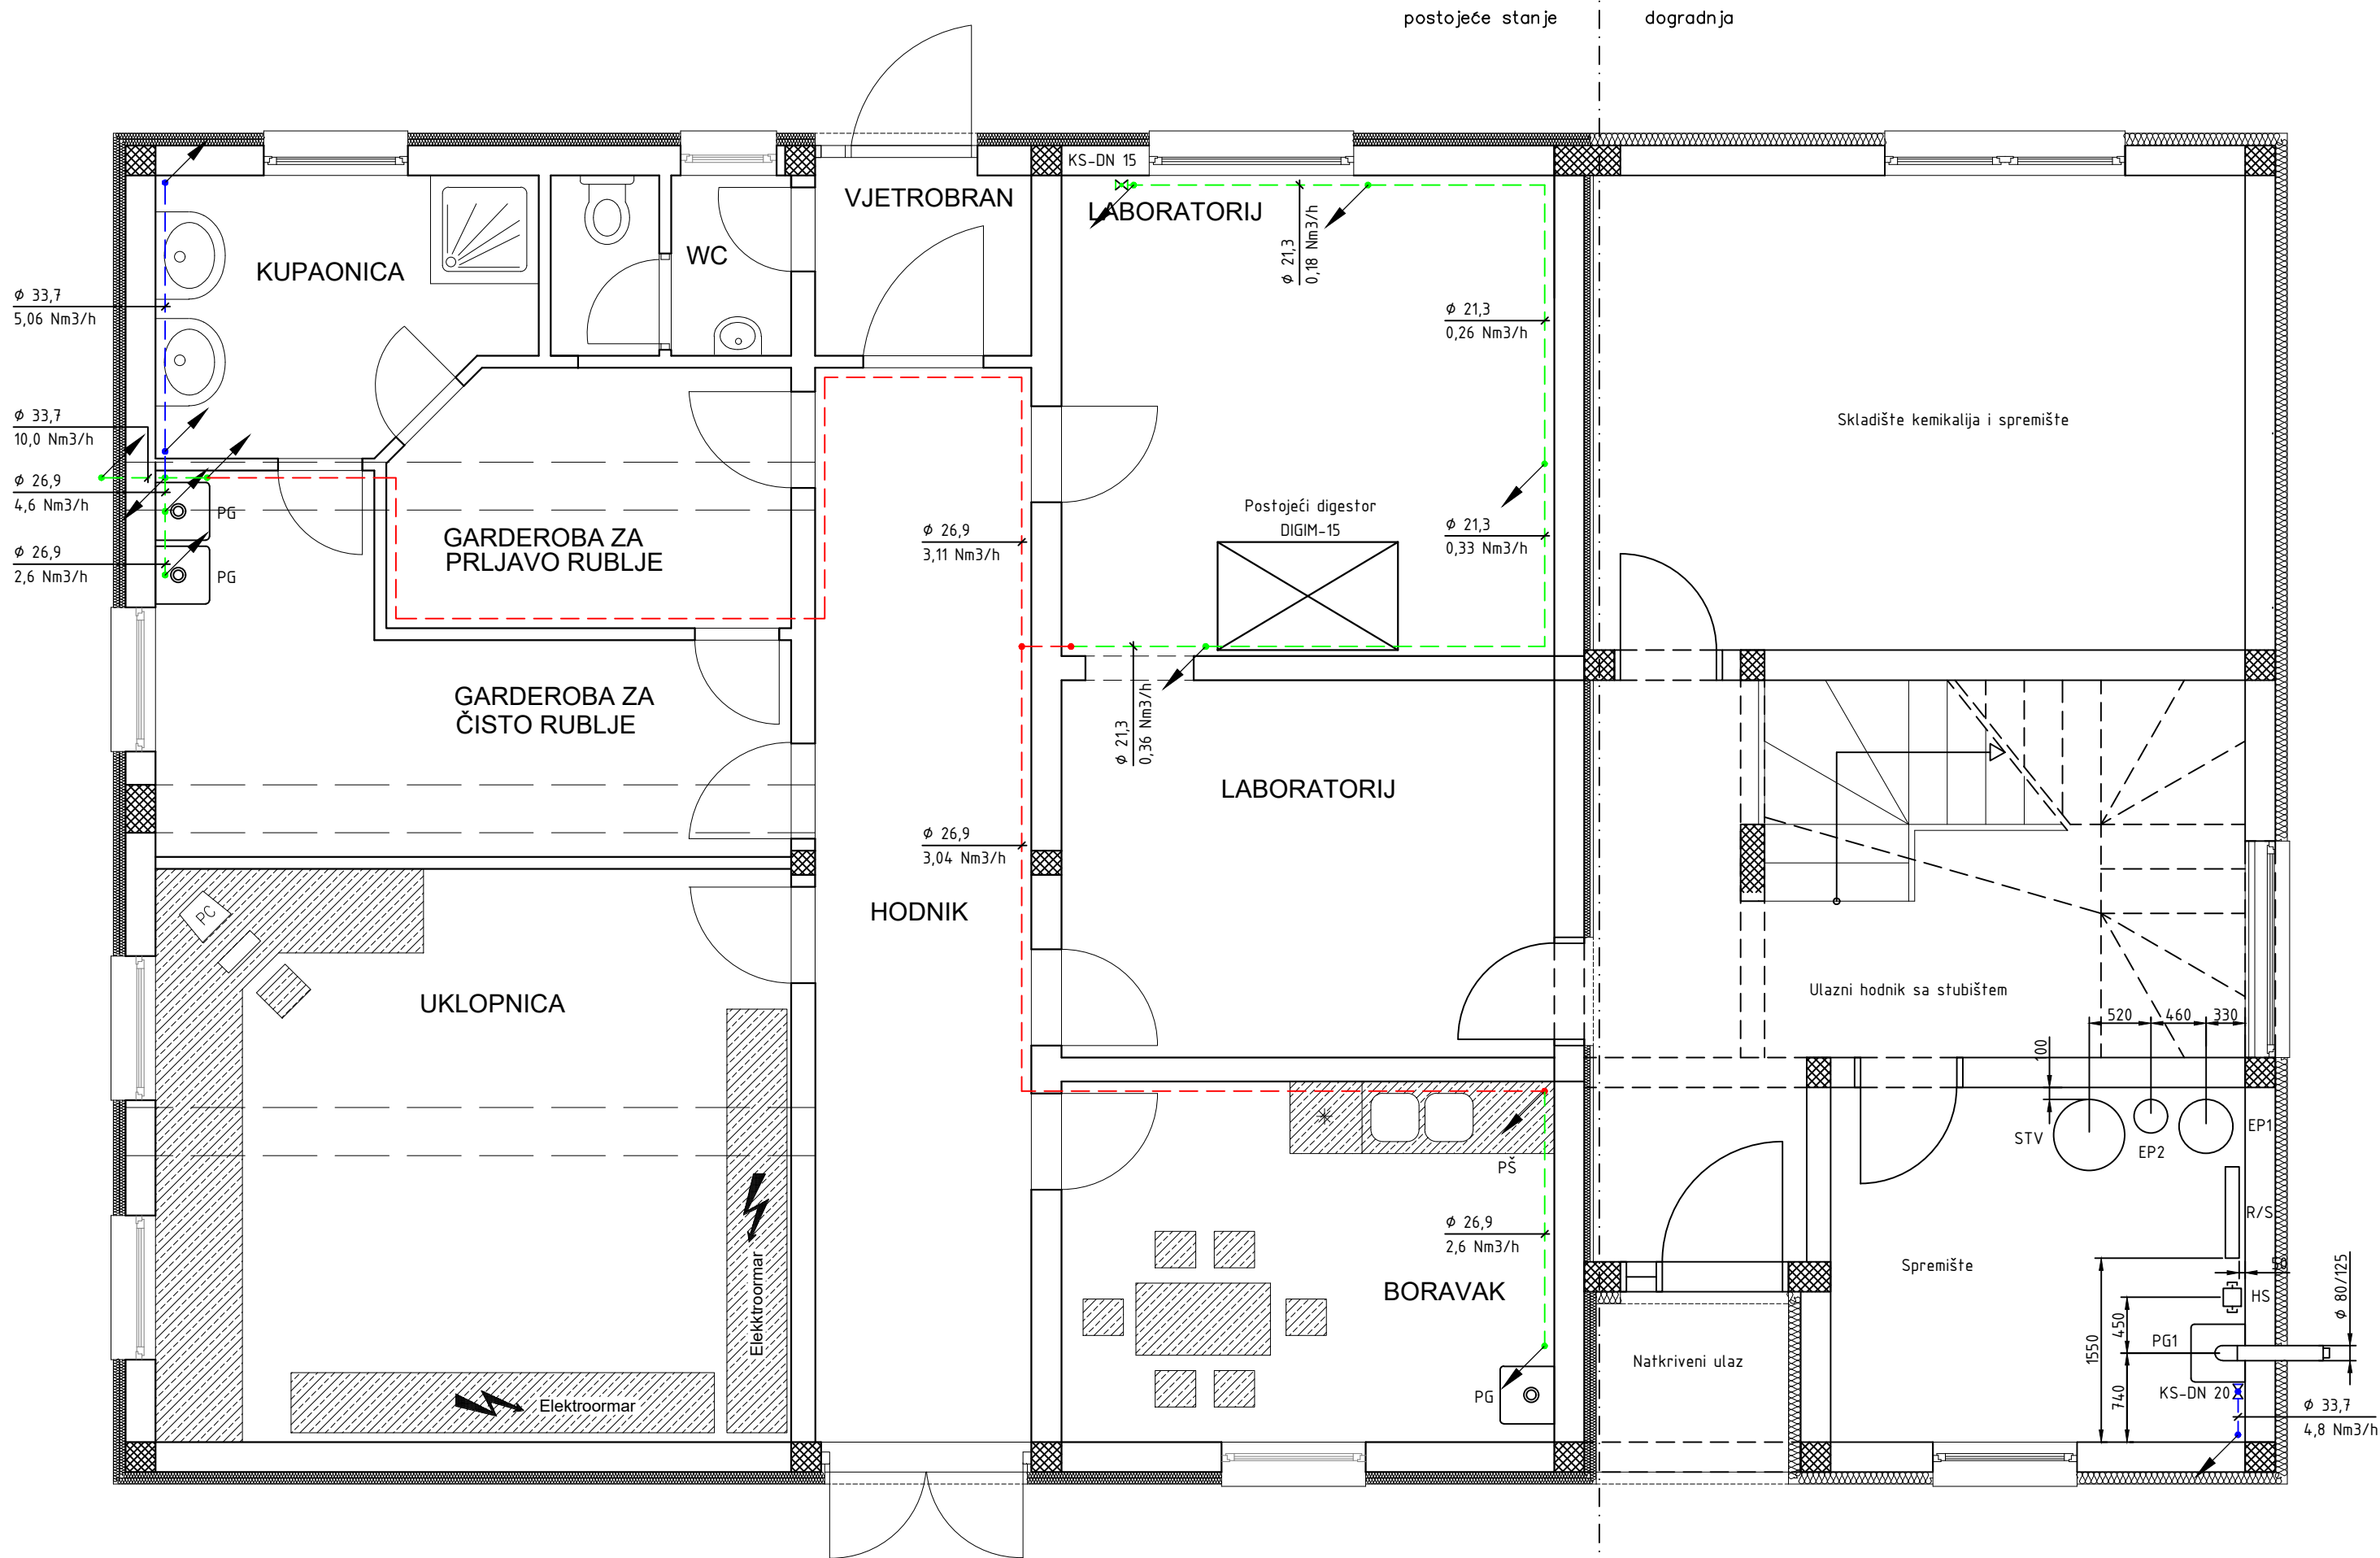 postojeće stanje
dogradnja
KS-DN 15
VJETROBRAN
LABORATORIJ
WC
KUPAONICA
ϕ 21,3
0,18 Nm3/h
ϕ 33,7
5,06 Nm3/h
ϕ 21,3
0,26 Nm3/h
ϕ 33,7
10,0 Nm3/h
Skladište kemikalija i spremište
ϕ 26,9
4,6 Nm3/h
PG
Postojeći digestor
DIGIM-15
GARDEROBA ZA
PRLJAVO RUBLJE
ϕ 26,9
3,11 Nm3/h
ϕ 21,3
0,33 Nm3/h
ϕ 26,9
2,6 Nm3/h
PG
GARDEROBA ZA
ČISTO RUBLJE
ϕ 21,3
0,36 Nm3/h
LABORATORIJ
ϕ 26,9
3,04 Nm3/h
PC
HODNIK
UKLOPNICA
Ulazni hodnik sa stubištem
520
460
330
100
STV
EP2
EP1
PŠ
R/S
ϕ 26,9
2,6 Nm3/h
Spremište
BORAVAK
Elekktroormar
50
HS
ϕ 80/125
1550
450
PG1
740
Natkriveni ulaz
KS-DN 20
PG
Elektroormar
ϕ 33,7
4,8 Nm3/h